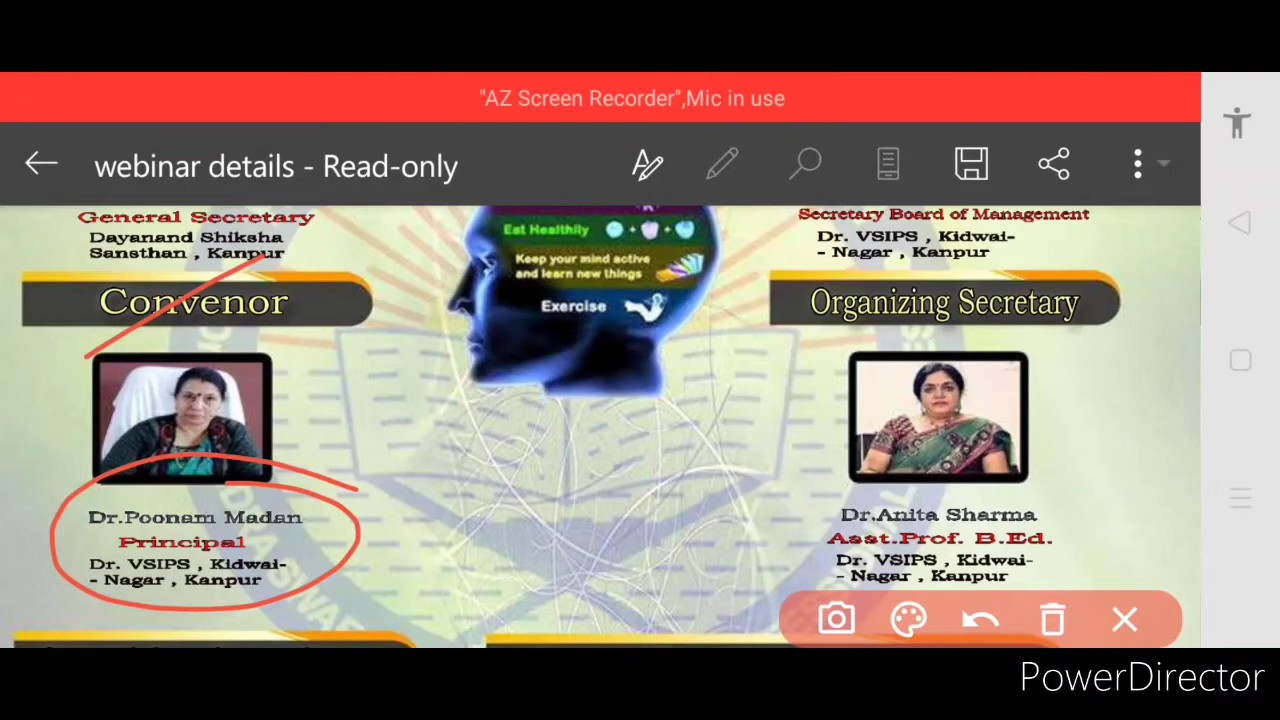 "AZ Screen Recorder",Mic in use
webinar details - Read-only
General Secretary
Dayanand Shiksha
Sansthan , Kanpur
Convenor
Dr.Poonam Madan
Principal
Dr. VSIPS , Kidwai-
- Nagar , Kanpur
Eat Healthily
Keep your mind active
and learn new things
Exercise
Secretary Board of Management
Dr. VSIPS , Kidwai-
- Nagar , Kanpur
Organizing Secretary
Dr.Anita Sharma
Asst.Prof. B.Ed.
Dr. VSIPS , Kidwai-
- Nagar , Kanpur
PowerDirector